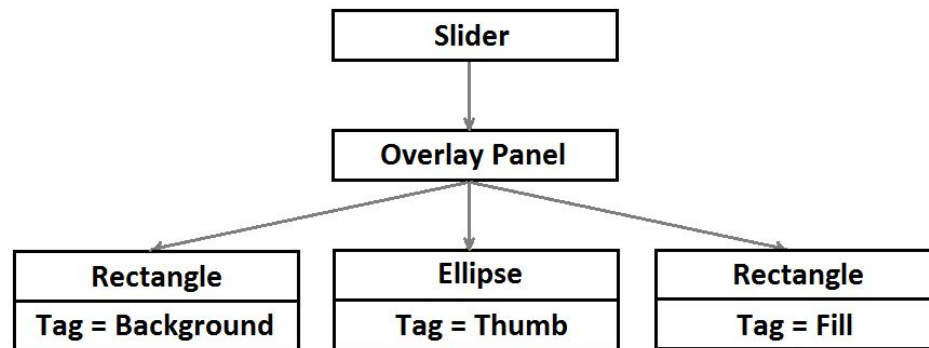 Slider
Overlay Panel
Rectangle
Tag = Background
Ellipse
Tag = Thumb
Rectangle
Tag = Fill